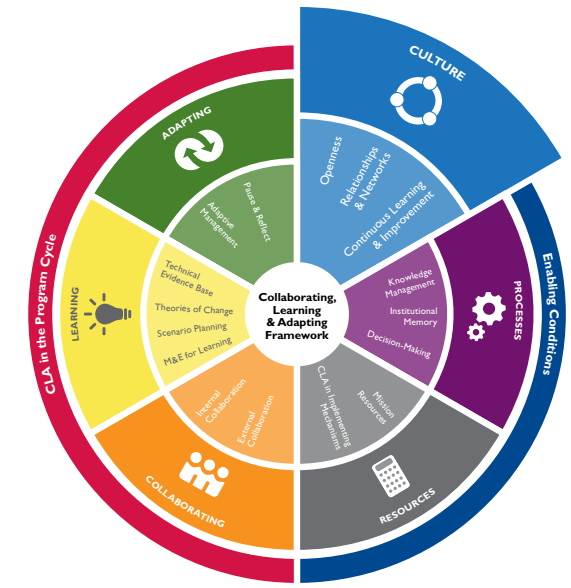 CULTURE
Openness
Relationships
& Networks
Continuous Learning
& Improvement
Enabling Conditions
PROCESSES
Knowledge
Management
Institutional
Memory
Decision-Making
RESOURCES
Mission
Resources
CLA in Implementing
Mechanisms
COLLABORATING
External
Collaboration
Internal
Collaboration
CLA in the Program Cycle
LEARNING
Technical
Evidence Base
Theories of Change
Scenario Planning
M&E for Learning
ADAPTING
Adaptive
Management
Pause & Reflect
Collaborating,
Learning
& Adapting
Framework